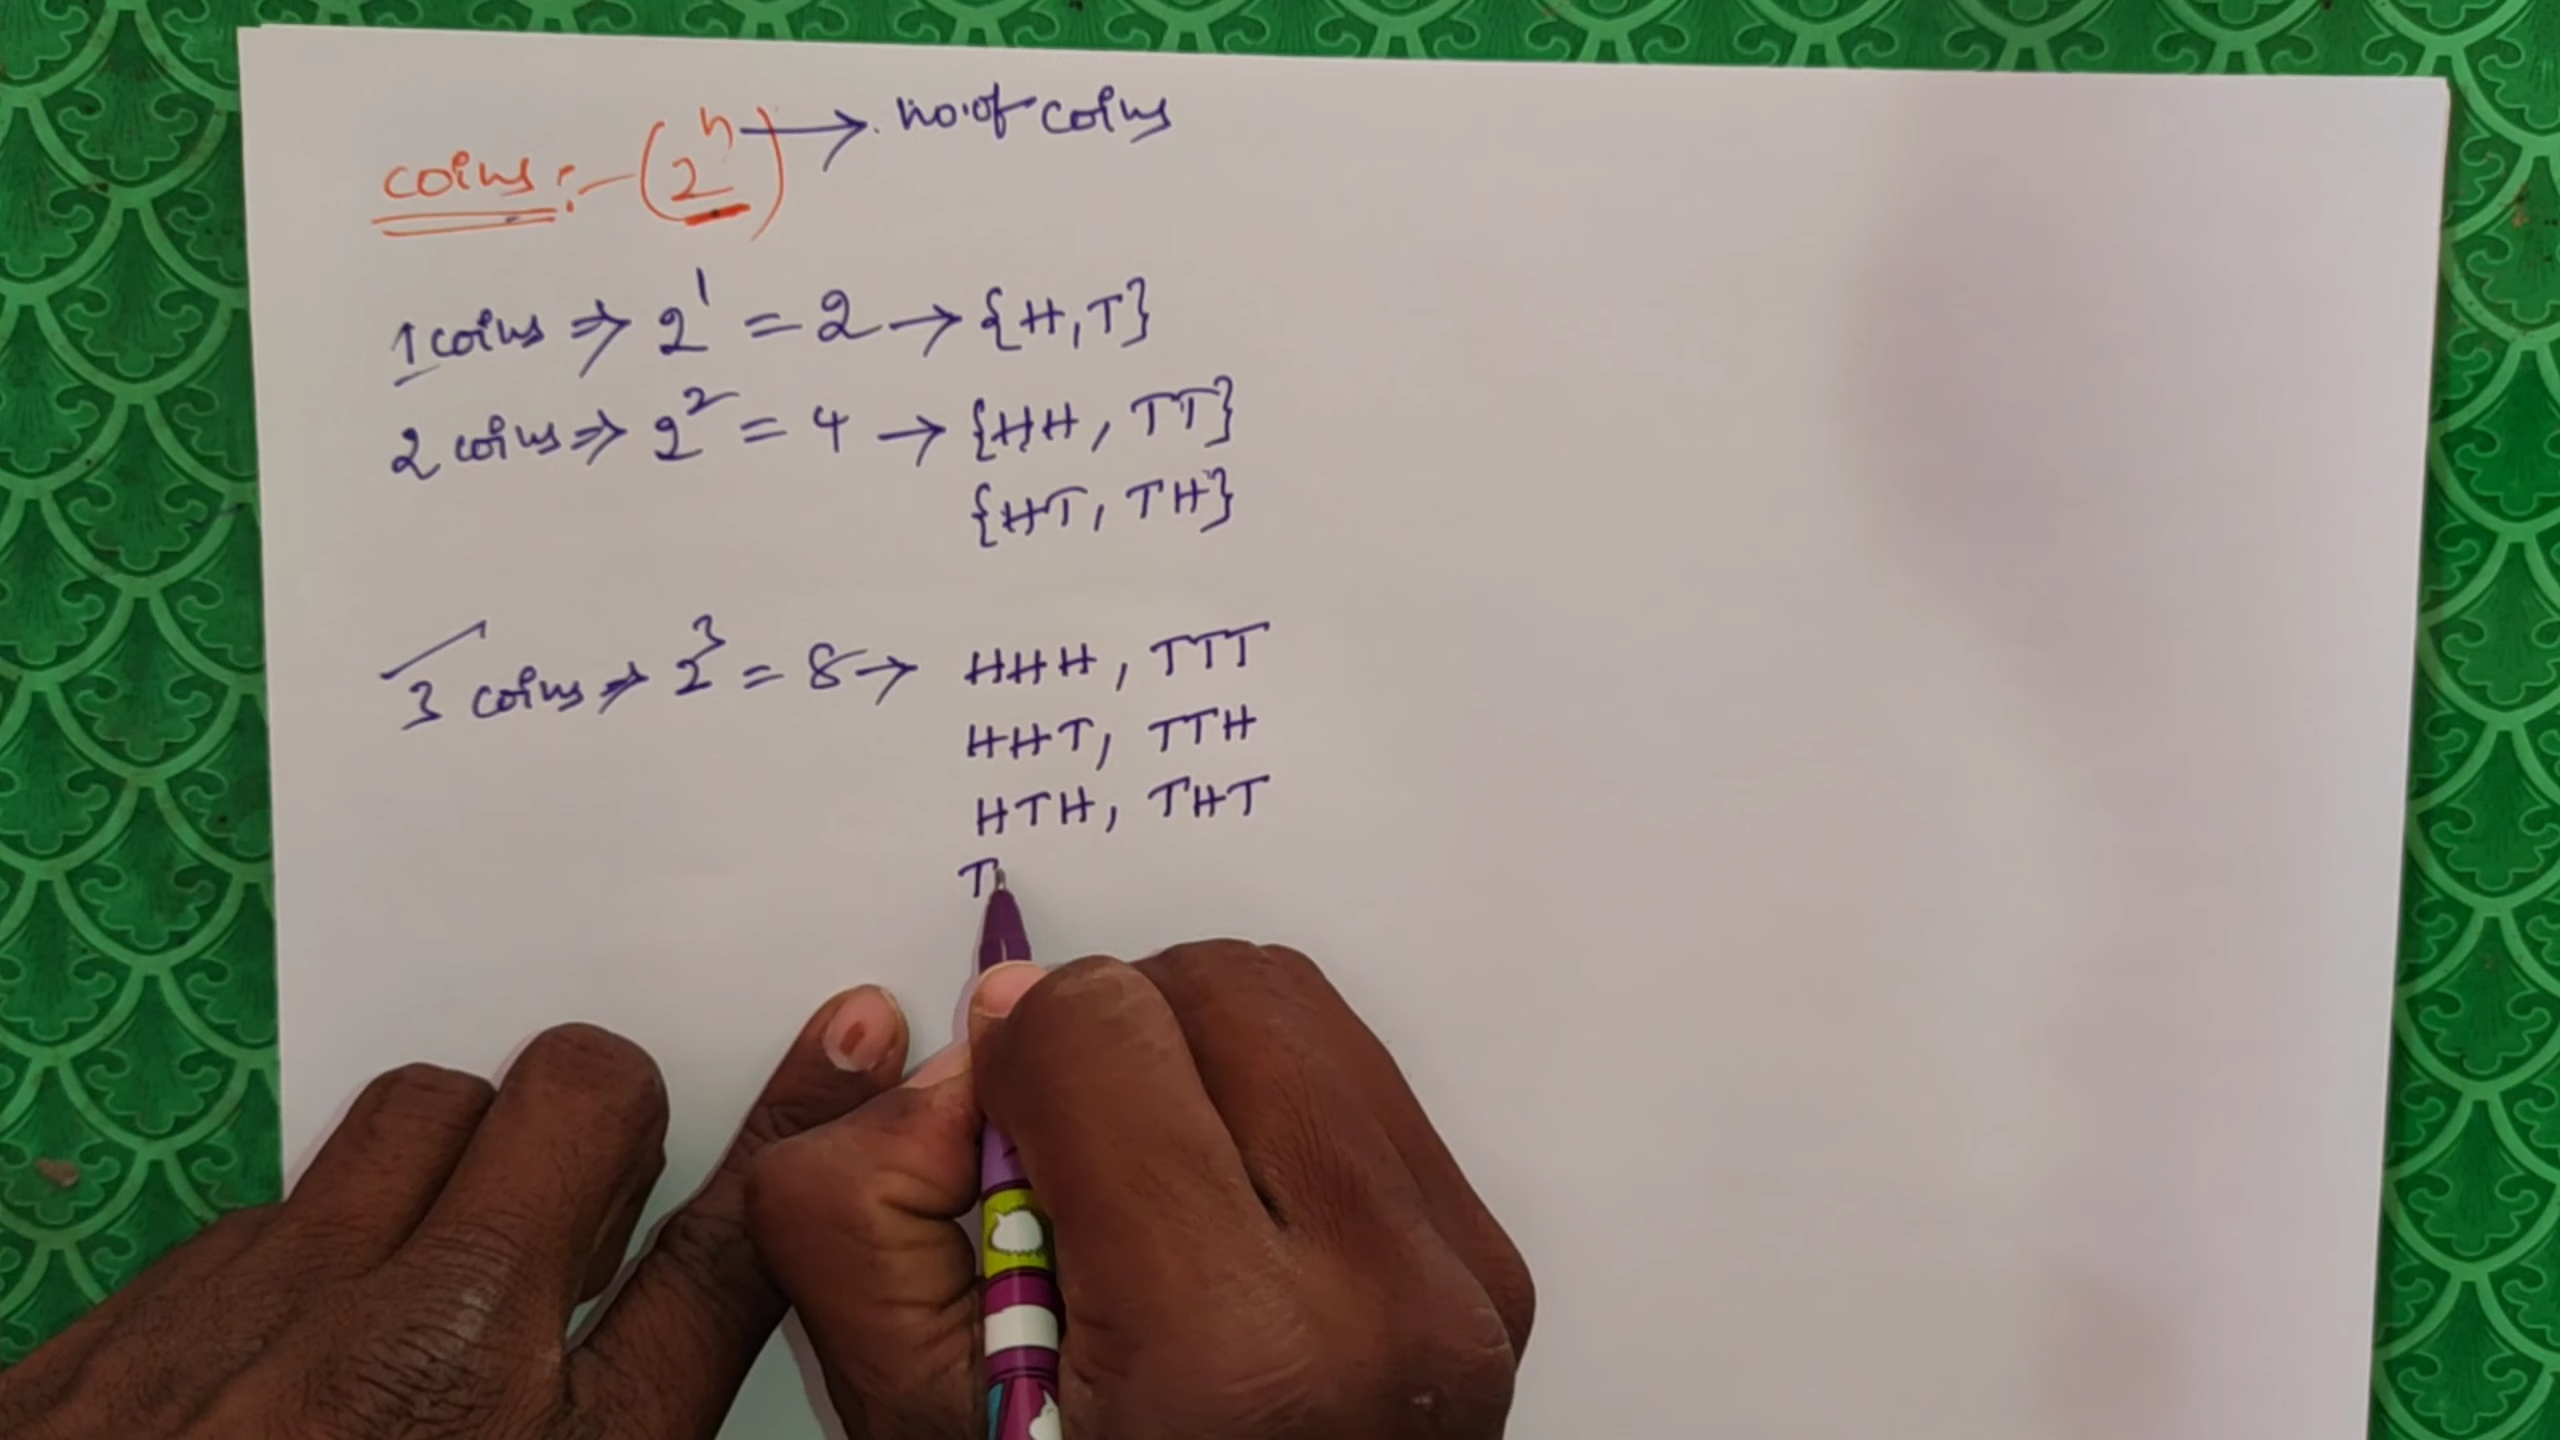 coins :- (2ⁿ) → no.of coins
1 coins ⇒ 2¹ = 2 → {H,T}
2 coins ⇒ 2² = 4 → {HH, TT}
{HT, TH}
3 coins ⇒ 2³ = 8 → HHH, TTT
HHT, TTH
HTH, THT
T